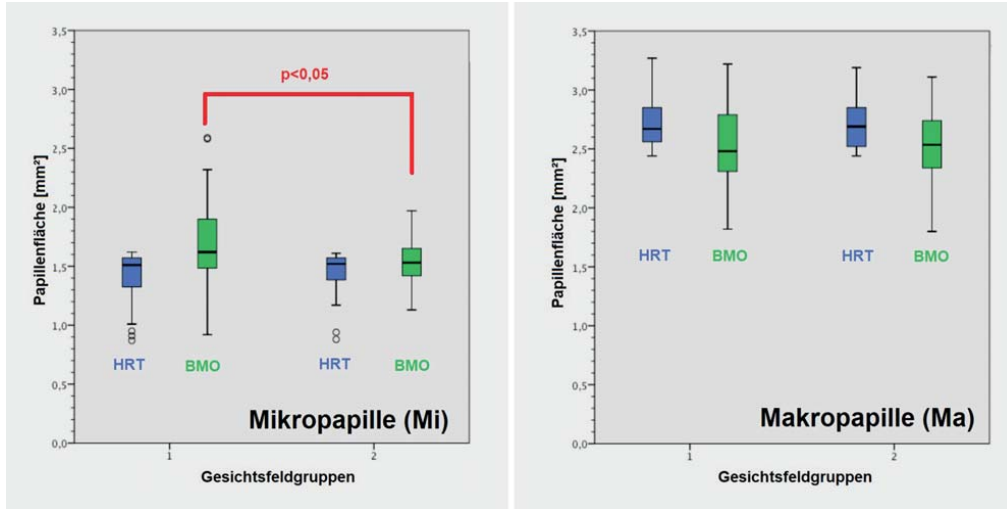 3,5
3,0
2,5
2,0
1,5
1,0
0,5
0,0
Papillenfläche [mm²]
p<0,05
HRT
BMO
HRT
BMO
Mikropapille (Mi)
1
2
Gesichtsfeldgruppen
3,5
3,0
2,5
2,0
1,5
1,0
0,5
0,0
Papillenfläche [mm²]
HRT
BMO
HRT
BMO
Makropapille (Ma)
1
2
Gesichtsfeldgruppen